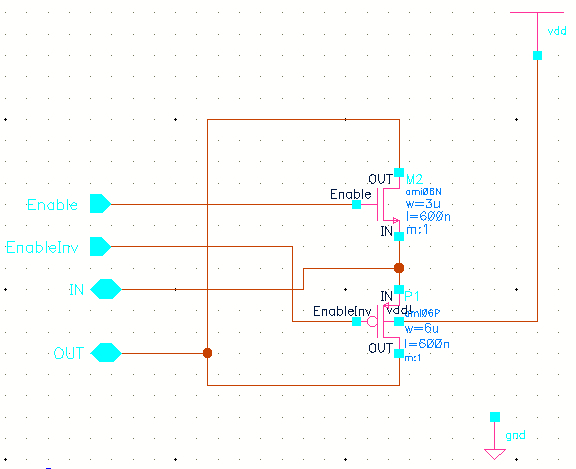 vdd
OUT
M2
Enable
ami06N
w=3u
l=600n
m:1
Enable
IN
EnableInv
IN
IN
P1
EnableInv
vdd!
ami06P
w=6u
l=600n
m:1
OUT
OUT
gnd